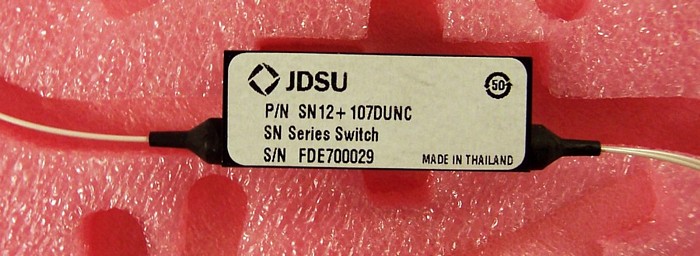 JDSU
50
P/N SN12+107DUNC
SN Series Switch
S/N FDE700029
MADE IN THAILAND